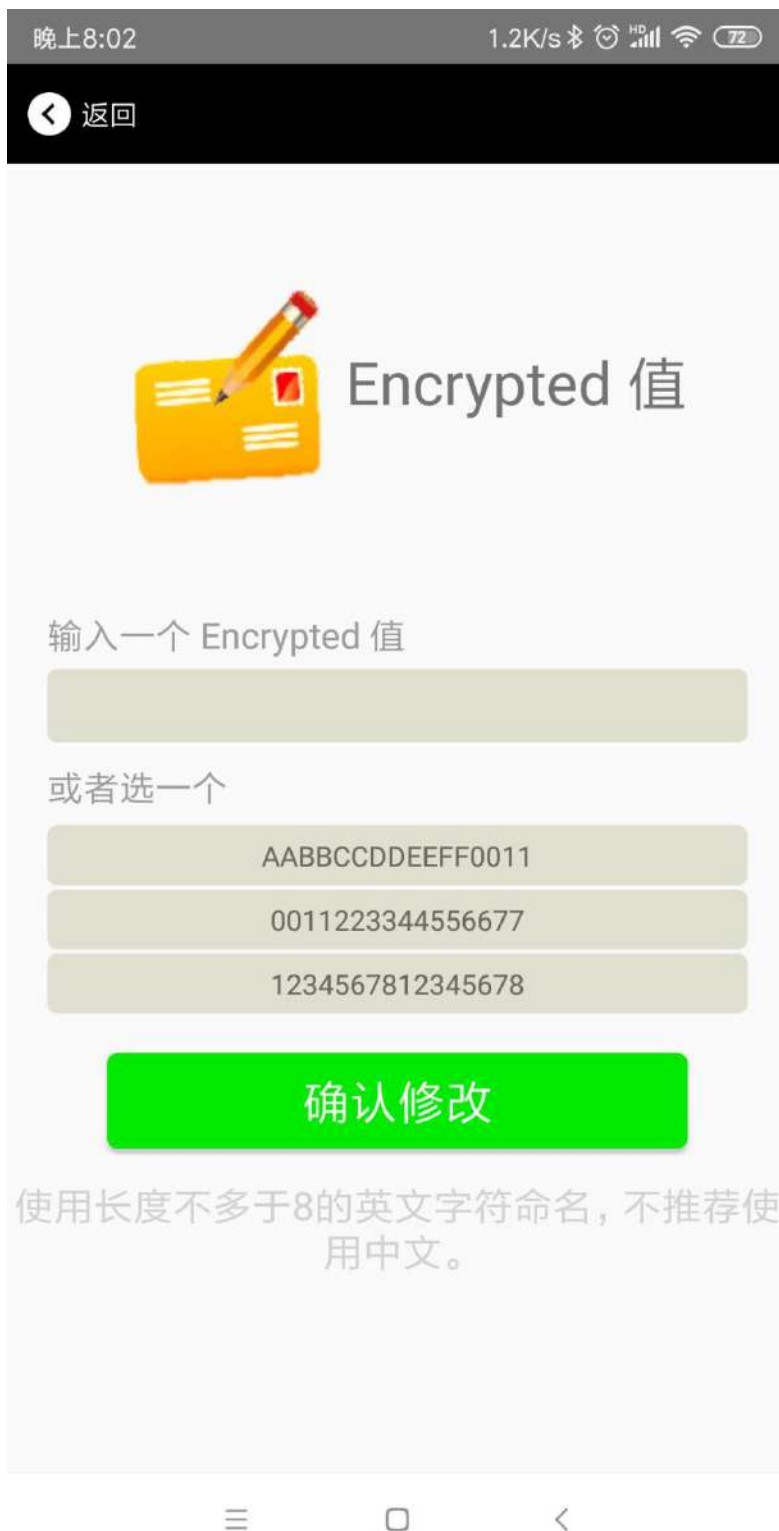 晚上8:02
1.2K/s HD 72
返回
Encrypted 值
输入一个 Encrypted 值
或者选一个
AABBCCDDEEFF0011
0011223344556677
1234567812345678
确认修改
使用长度不多于8的英文字符命名，不推荐使
用中文。